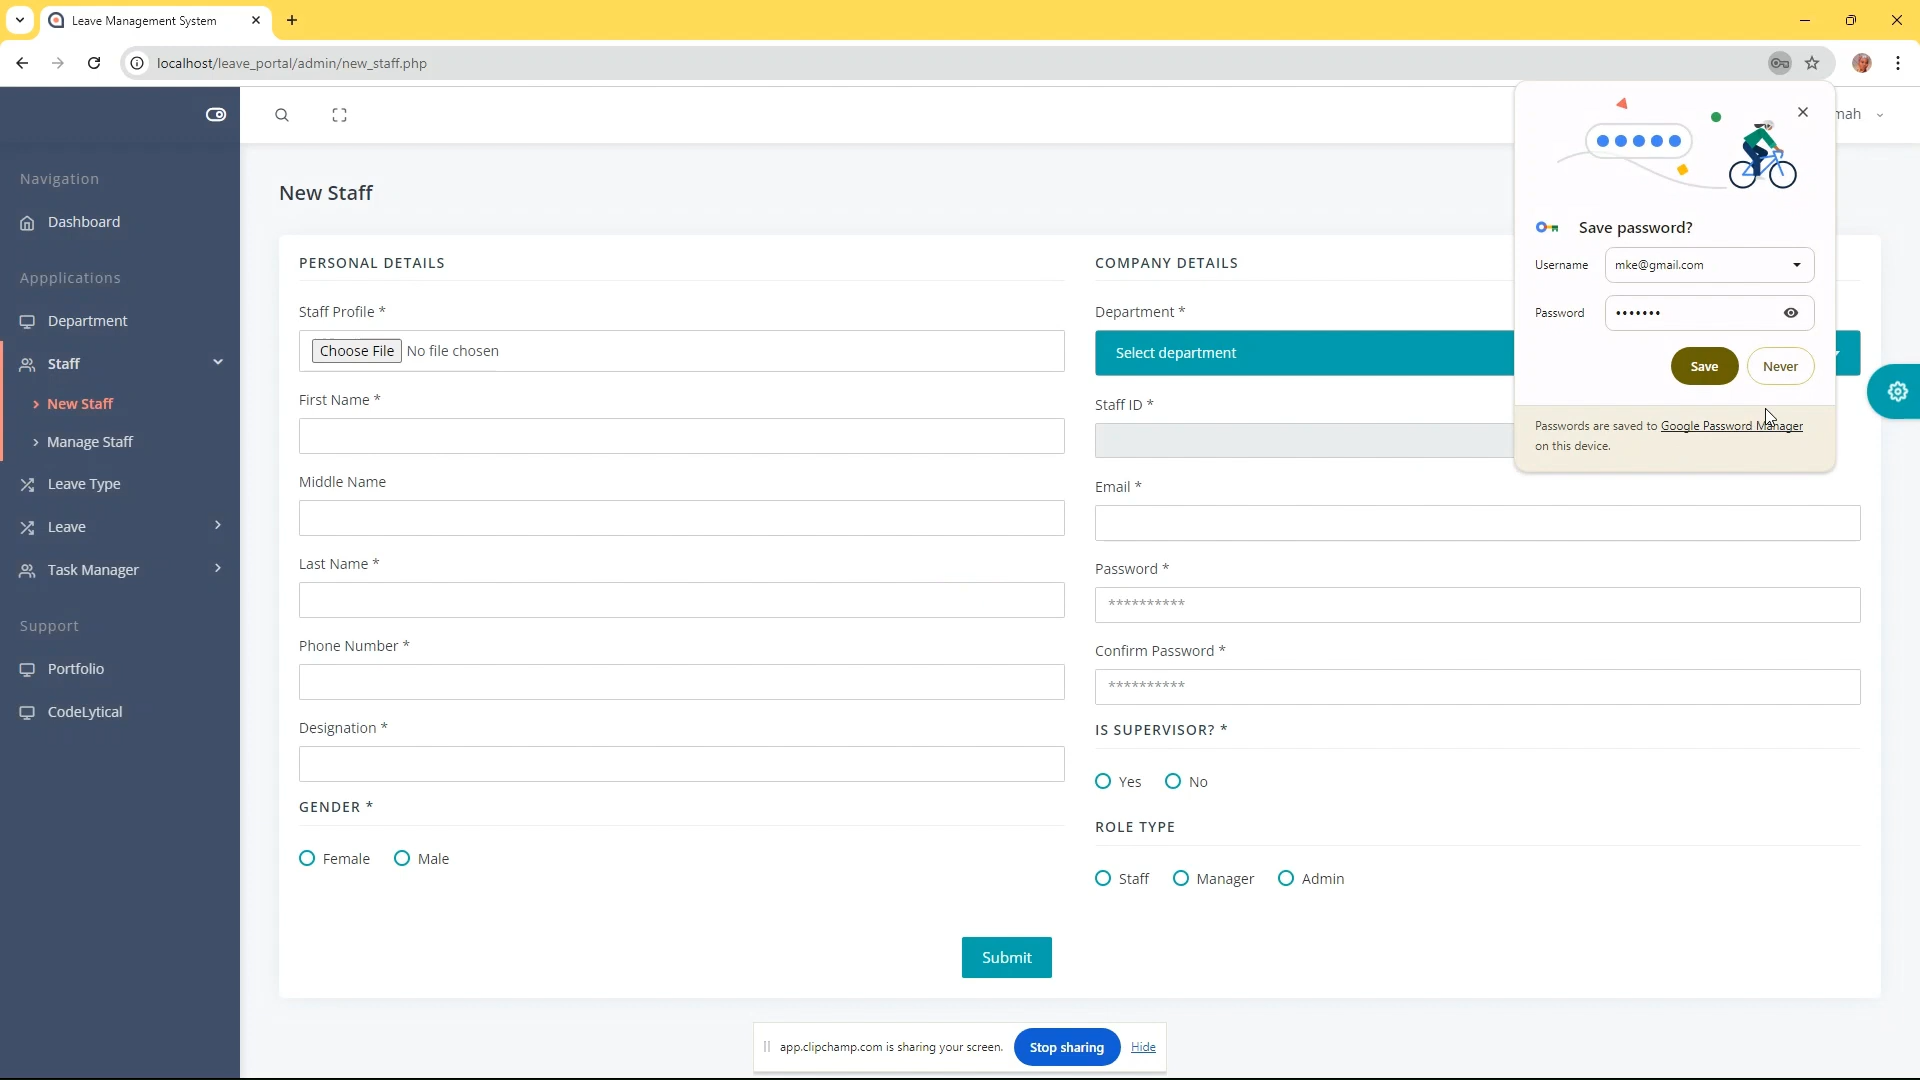 Leave Management System
localhost/leave_portal/admin/new_staff.php
mah
Navigation
Dashboard
Appplications
Department
Staff
New Staff
Manage Staff
Leave Type
Leave
Task Manager
Support
Portfolio
CodeLytical
New Staff
PERSONAL DETAILS
Staff Profile *
Choose File No file chosen
First Name *
Middle Name
Last Name *
Phone Number *
Designation *
GENDER *
Female Male
COMPANY DETAILS
Department *
Select department
Staff ID *
Email *
Password *
**********
Confirm Password *
**********
IS SUPERVISOR? *
Yes No
ROLE TYPE
Staff Manager Admin
Submit
Save password?
Username mke@gmail.com
Password •••••••
Save Never
Passwords are saved to Google Password Manager
on this device.
app.clipchamp.com is sharing your screen. Stop sharing Hide